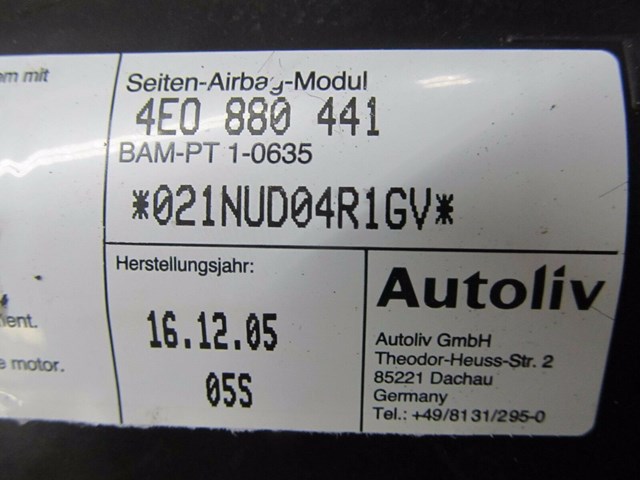 em mit
Seiten-Airbag-Modul
4E0 880 441
BAM-PT 1-0635
*021NUD04R1GV*
Herstellungsjahr:
16.12.05
05S
Autoliv
Autoliv GmbH
Theodor-Heuss-Str. 2
85221 Dachau
Germany
Tel.: +49/8131/295-0
ient.
e motor.